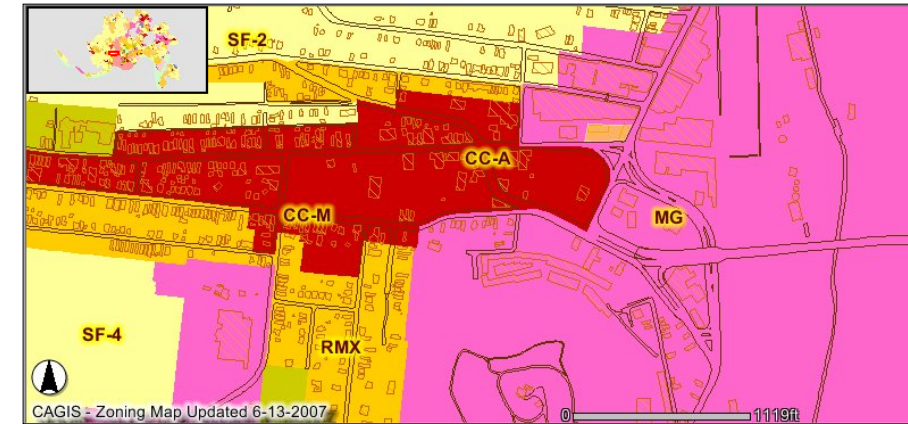 SF-2
CC-A
CC-M
MG
SF-4
RMX
CAGIS - Zoning Map Updated 6-13-2007
0 1119ft